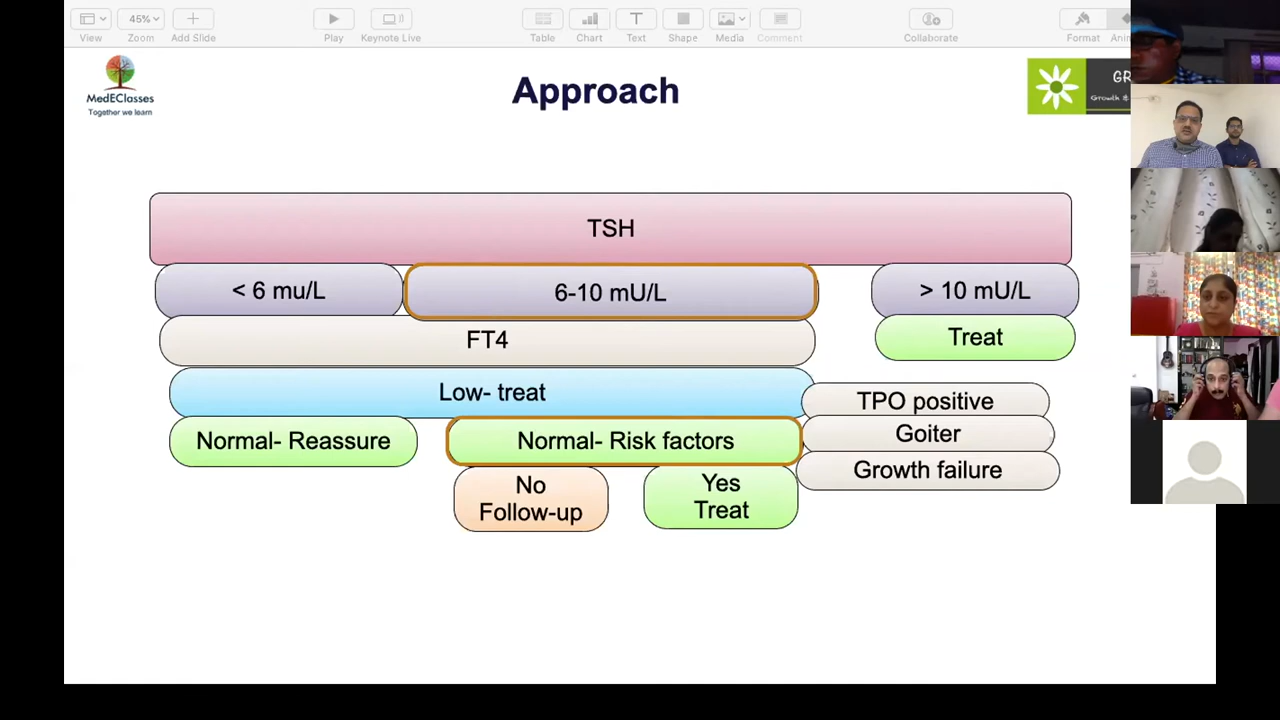 View
45%
Zoom
Add Slide
Play
Keynote Live
Table
Chart
Text
Shape
Media
Comment
Collaborate
Format
MedEClasses
Together we learn
Approach
Growth &
TSH
< 6 mu/L
6-10 mU/L
> 10 mU/L
FT4
Treat
Low- treat
TPO positive
Normal- Reassure
Normal- Risk factors
Goiter
Growth failure
No
Follow-up
Yes
Treat